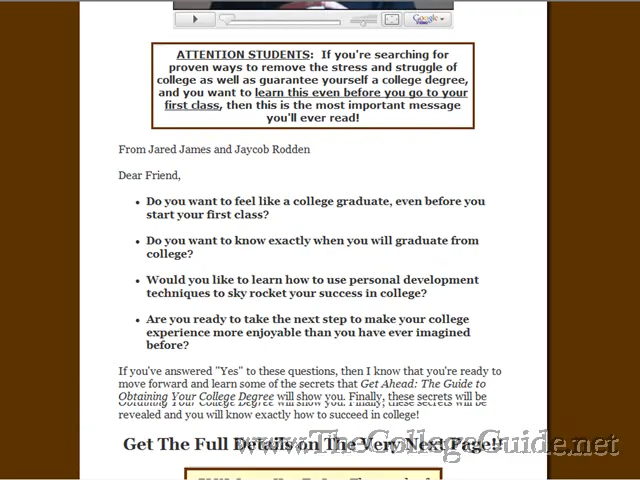 Google
ATTENTION STUDENTS: If you're searching for
proven ways to remove the stress and struggle of
college as well as guarantee yourself a college degree,
and you want to learn this even before you go to your
first class, then this is the most important message
you'll ever read!
From Jared James and Jaycob Rodden
Dear Friend,
• Do you want to feel like a college graduate, even before you
start your first class?
• Do you want to know exactly when you will graduate from
college?
• Would you like to learn how to use personal development
techniques to sky rocket your success in college?
• Are you ready to take the next step to make your college
experience more enjoyable than you have ever imagined
before?
If you've answered "Yes" to these questions, then I know that you're ready to
move forward and learn some of the secrets that Get Ahead: The Guide to
Obtaining Your College Degree will show you. Finally, these secrets will be
revealed and you will know exactly how to succeed in college!
Get The Full Details on The Very Next Page!!
www.TheCollegeGuide.net